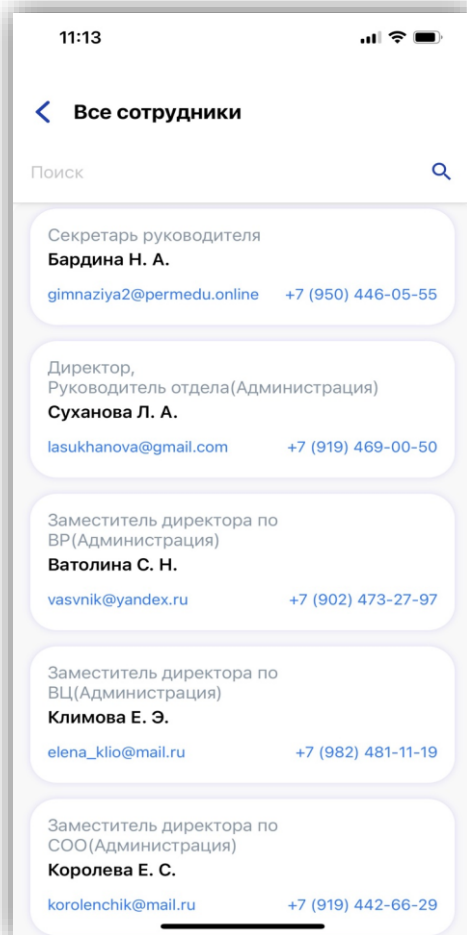 11:13
Все сотрудники
Поиск
Секретарь руководителя
Бардина Н. А.
gimnaziya2@permedu.online +7 (950) 446-05-55
Директор,
Руководитель отдела(Администрация)
Суханова Л. А.
lasukhanova@gmail.com +7 (919) 469-00-50
Заместитель директора по
ВР(Администрация)
Ватолина С. Н.
vasvnik@yandex.ru +7 (902) 473-27-97
Заместитель директора по
ВЦ(Администрация)
Климова Е. Э.
elena_klio@mail.ru +7 (982) 481-11-19
Заместитель директора по
СОО(Администрация)
Королева Е. С.
korolenchik@mail.ru +7 (919) 442-66-29